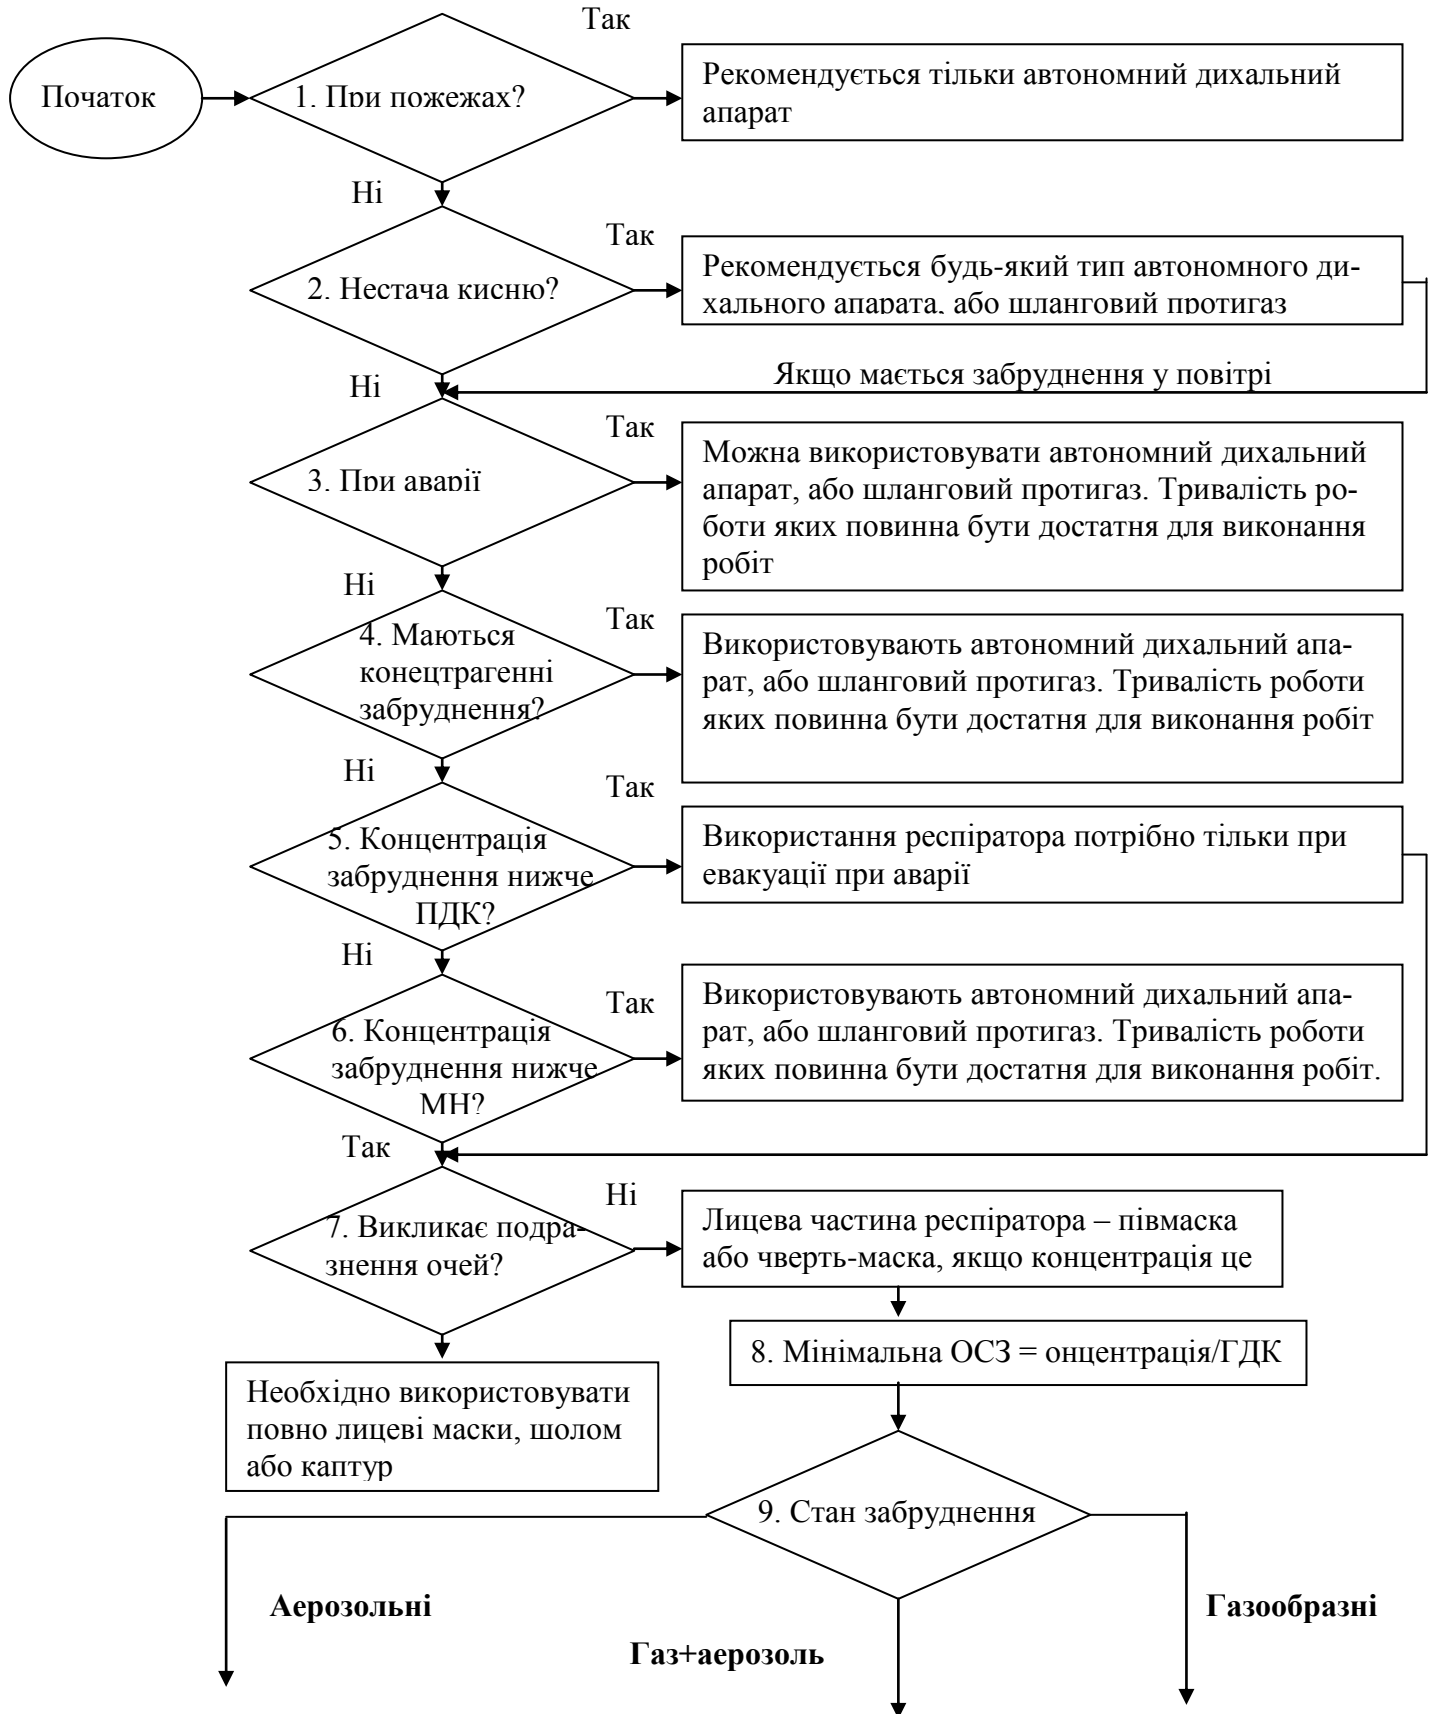 Так
Початок
1. При пожежах?
Рекомендується тільки автономний дихальний
апарат
Ні
Так
2. Нестача кисню?
Рекомендується будь-який тип автономного ди-
хального апарата, або шланговий протигаз
Ні
Якщо мається забруднення у повітрі
Так
3. При аварії
Можна використовувати автономний дихальний
апарат, або шланговий протигаз. Тривалість ро-
боти яких повинна бути достатня для виконання
робіт
Ні
Так
4. Маються
конецтрагенні
забруднення?
Використовувають автономний дихальний апа-
рат, або шланговий протигаз. Тривалість роботи
яких повинна бути достатня для виконання робіт
Ні
Так
5. Концентрація
забруднення нижче
ПДК?
Використання респіратора потрібно тільки при
евакуації при аварії
Ні
Так
6. Концентрація
забруднення нижче
МН?
Використовувають автономний дихальний апа-
рат, або шланговий протигаз. Тривалість роботи
яких повинна бути достатня для виконання робіт.
Так
Ні
7. Викликає подра-
знення очей?
Лицева частина респіратора – півмаска
або чверть-маска, якщо концентрація це
8. Мінімальна ОСЗ = онцентрація/ГДК
Необхідно використовувати
повно лицеві маски, шолом
або каптур
9. Стан забруднення
Аерозольні
Газообразні
Газ+аерозоль